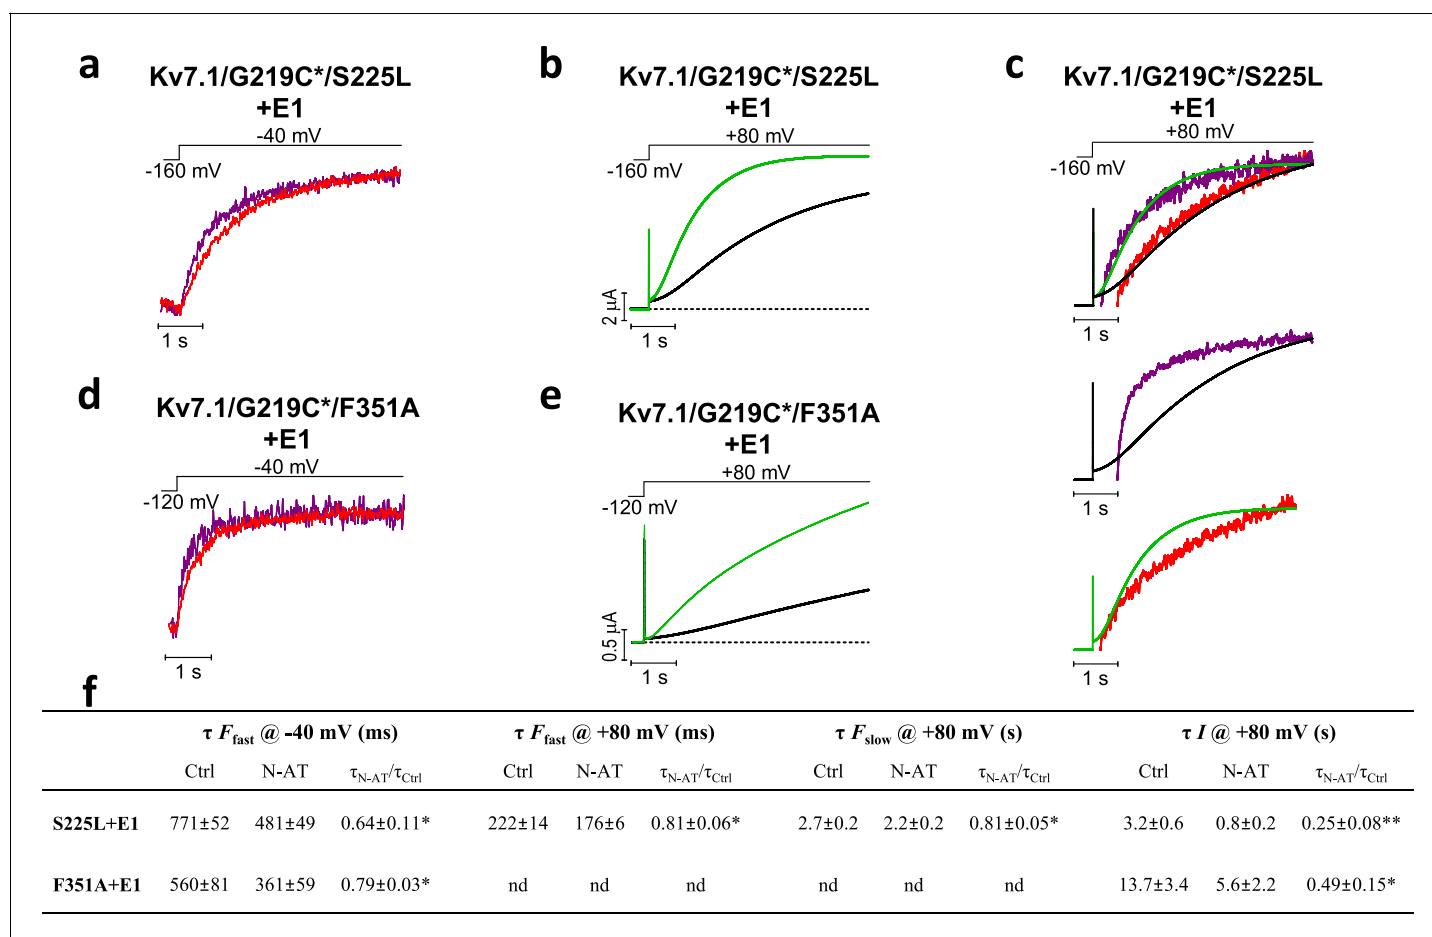 a
Kv7.1/G219C*/S225L
+E1
-40 mV
-160 mV
1 s
b
Kv7.1/G219C*/S225L
+E1
+80 mV
-160 mV
2 µA
1 s
c
Kv7.1/G219C*/S225L
+E1
+80 mV
-160 mV
1 s
1 s
1 s
d
Kv7.1/G219C*/F351A
+E1
-40 mV
-120 mV
1 s
e
Kv7.1/G219C*/F351A
+E1
+80 mV
-120 mV
0.5 µA
1 s
f
τ Ffast @ -40 mV (ms) τ Ffast @ +80 mV (ms) τ Fslow @ +80 mV (s) τ I @ +80 mV (s)
Ctrl N-AT τN-AT/τCtrl Ctrl N-AT τN-AT/τCtrl Ctrl N-AT τN-AT/τCtrl Ctrl N-AT τN-AT/τCtrl
S225L+E1 771±52 481±49 0.64±0.11* 222±14 176±6 0.81±0.06* 2.7±0.2 2.2±0.2 0.81±0.05* 3.2±0.6 0.8±0.2 0.25±0.08**
F351A+E1 560±81 361±59 0.79±0.03* nd nd nd nd nd nd 13.7±3.4 5.6±2.2 0.49±0.15*